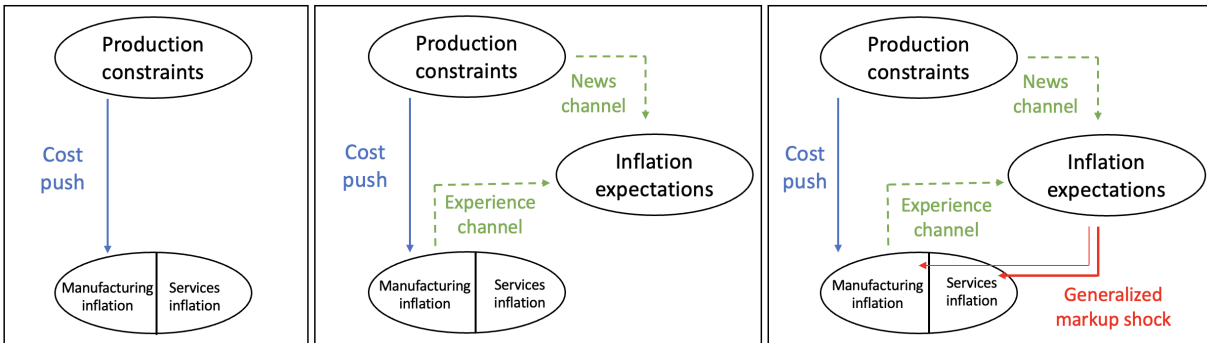 Production
constraints
Cost
push
Manufacturing
inflation
Services
inflation
Production
constraints
News
channel
Cost
push
Inflation
expectations
Experience
channel
Manufacturing
inflation
Services
inflation
Production
constraints
News
channel
Cost
push
Inflation
expectations
Experience
channel
Manufacturing
inflation
Services
inflation
Generalized
markup shock